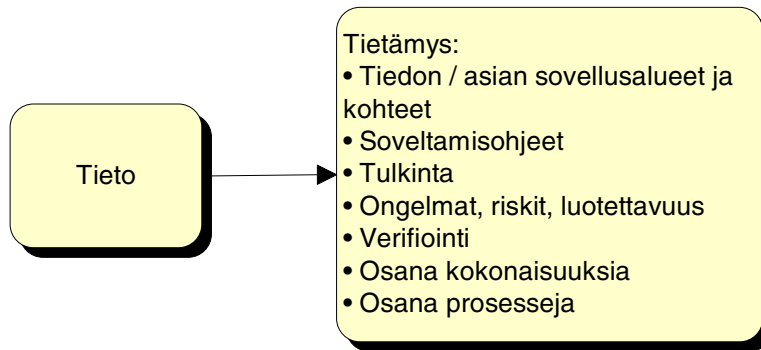 Tieto
Tietämys:
• Tiedon / asian sovellusalueet ja
kohteet
• Soveltamisohjeet
• Tulkinta
• Ongelmat, riskit, luotettavuus
• Verifiointi
• Osana kokonaisuuksia
• Osana prosesseja